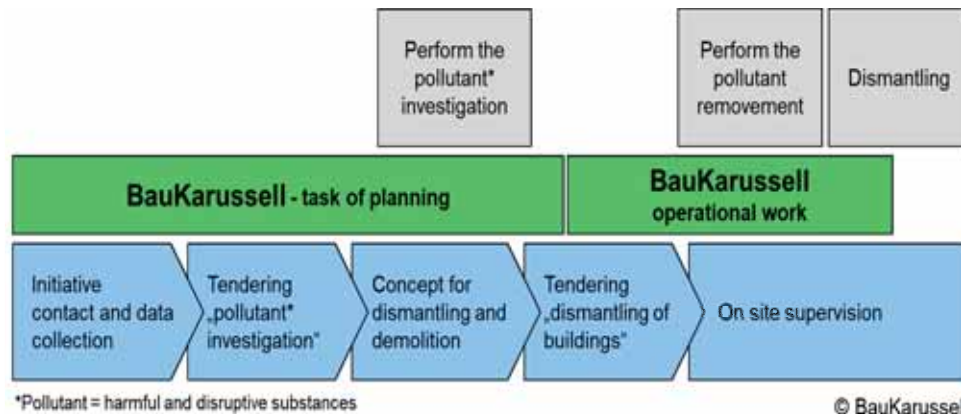 Perform the
pollutant*
investigation
Perform the
pollutant
removement
Dismantling
BauKarussell - task of planning
BauKarussell
operational work
Initiative
contact and data
collection
Tendering
„pollutant*
investigation“
Concept for
dismantling and
demolition
Tendering
„dismantling of
buildings“
On site supervision
*Pollutant = harmful and disruptive substances
© BauKarussell